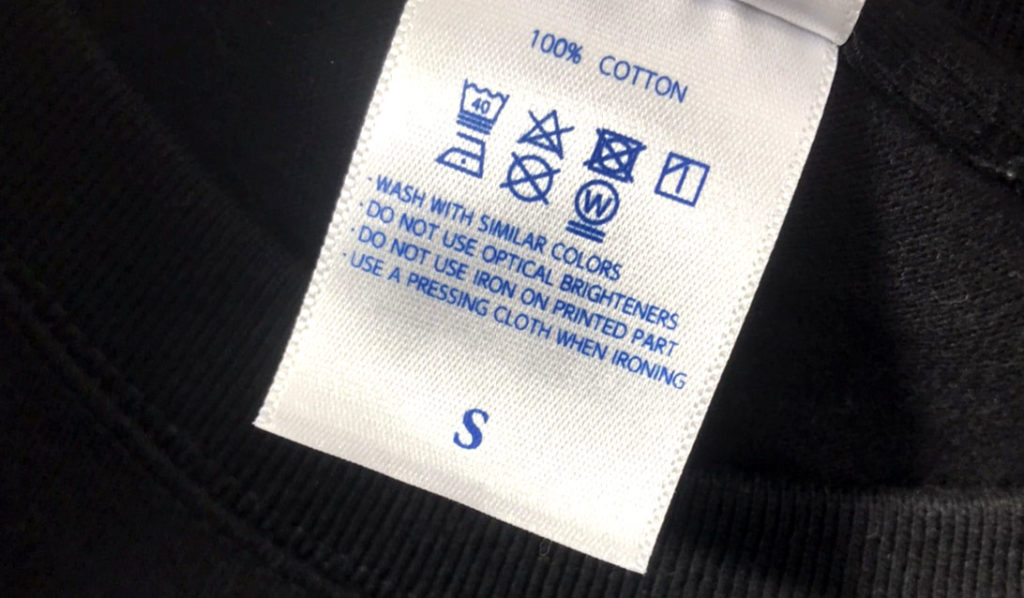 100% COTTON
40
W
· WASH WITH SIMILAR COLORS
· DO NOT USE OPTICAL BRIGHTENERS
· DO NOT USE IRON ON PRINTED PART
· USE A PRESSING CLOTH WHEN IRONING
S